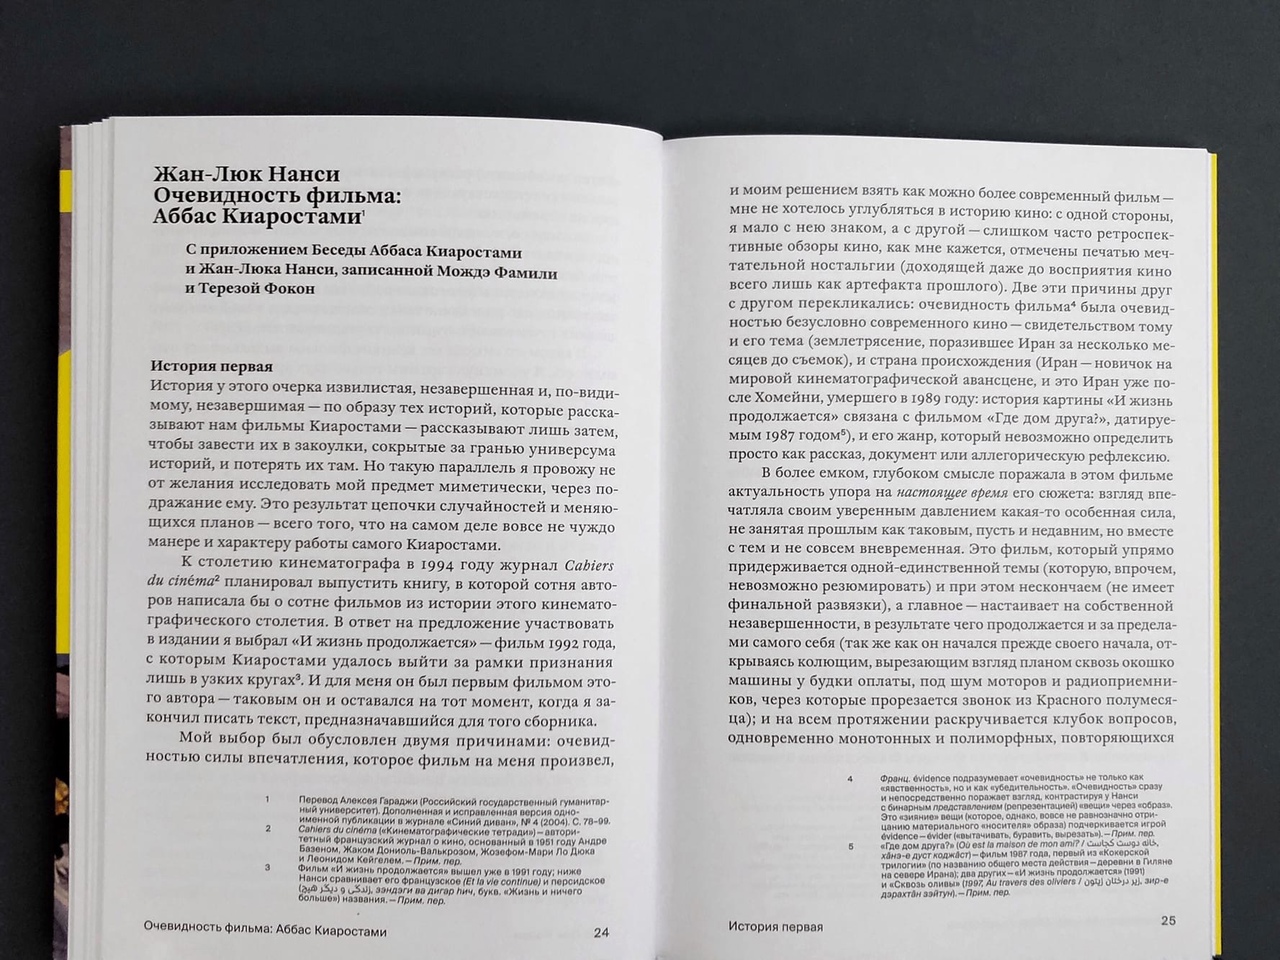 Жан-Люк Нанси
Очевидность фильма:
Аббас Киаростами¹
С приложением Беседы Аббаса Киаростами
и Жан-Люка Нанси, записанной Мождэ Фамили
и Терезой Фокон
История первая
История у этого очерка извилистая, незавершенная и, по-види-
мому, незавершимая — по образу тех историй, которые расска-
зывают нам фильмы Киаростами — рассказывают лишь затем,
чтобы завести их в закоулки, сокрытые за гранью универсума
историй, и потерять их там. Но такую параллель я провожу не
от желания исследовать мой предмет миметически, через по-
дражание ему. Это результат цепочки случайностей и меняю-
щихся планов — всего того, что на самом деле вовсе не чуждо
манере и характеру работы самого Киаростами.
К столетию кинематографа в 1994 году журнал Cahiers
du cinéma² планировал выпустить книгу, в которой сотня авто-
ров написала бы о сотне фильмов из истории этого кинемато-
графического столетия. В ответ на предложение участвовать
в издании я выбрал «И жизнь продолжается» — фильм 1992 года,
с которым Киаростами удалось выйти за рамки признания
лишь в узких кругах³. И для меня он был первым фильмом это-
го автора — таковым он и оставался на тот момент, когда я за-
кончил писать текст, предназначавшийся для того сборника.
Мой выбор был обусловлен двумя причинами: очевид-
ностью силы впечатления, которое фильм на меня произвел,
1 Перевод Алексея Гараджи (Российский государственный гуманитар-
ный университет). Дополненная и исправленная версия одно-
именной публикации в журнале «Синий диван», № 4 (2004). С. 78–99.
2 Cahiers du cinéma («Кинематографические тетради») — автори-
тетный французский журнал о кино, основанный в 1951 году Андре
Базеном, Жаком Дониоль-Валькрозом, Жозефом-Мари Ло Дюка
и Леонидом Кейгелем. — Прим. пер.
3 Фильм «И жизнь продолжается» вышел уже в 1991 году; ниже
Нанси сравнивает его французское (Et la vie continue) и персидское
(زندگی و دیگر هیچ, зэндэги ва дигар hич, букв. «Жизнь и ничего
больше») названия. — Прим. пер.
Очевидность фильма: Аббас Киаростами 24
и моим решением взять как можно более современный фильм —
мне не хотелось углубляться в историю кино: с одной стороны,
я мало с нею знаком, а с другой — слишком часто ретроспек-
тивные обзоры кино, как мне кажется, отмечены печатью меч-
тательной ностальгии (доходящей даже до восприятия кино
всего лишь как артефакта прошлого). Две эти причины друг
с другом перекликались: очевидность фильма⁴ была очевид-
ностью безусловно современного кино — свидетельством тому
и его тема (землетрясение, поразившее Иран за несколько ме-
сяцев до съемок), и страна происхождения (Иран — новичок на
мировой кинематографической авансцене, и это Иран уже по-
сле Хомейни, умершего в 1989 году: история картины «И жизнь
продолжается» связана с фильмом «Где дом друга?», датируе-
мым 1987 годом⁵), и его жанр, который невозможно определить
просто как рассказ, документ или аллегорическую рефлексию.
В более емком, глубоком смысле поражала в этом фильме
актуальность упора на настоящее время его сюжета: взгляд впе-
чатляла своим уверенным давлением какая-то особенная сила,
не занятая прошлым как таковым, пусть и недавним, но вместе
с тем и не совсем вневременная. Это фильм, который упрямо
придерживается одной-единственной темы (которую, впрочем,
невозможно резюмировать) и при этом нескончаем (не имеет
финальной развязки), а главное — настаивает на собственной
незавершенности, в результате чего продолжается и за предела-
ми самого себя (так же как он начался прежде своего начала, от-
крываясь колющим, вырезающим взгляд планом сквозь окошко
машины у будки оплаты, под шум моторов и радиоприемни-
ков, через которые прорезается звонок из Красного полумеся-
ца); и на всем протяжении раскручивается клубок вопросов,
одновременно монотонных и полиморфных, повторяющихся
4 Франц. évidence подразумевает «очевидность» не только как
«явственность», но и как «убедительность». «Очевидность» сразу
и непосредственно поражает взгляд, контрастируя у Нанси
с бинарным представлением (репрезентацией) «вещи» через «образ».
Это «зияние» вещи (которое, однако, вовсе не равнозначно отри-
цанию материального «носителя» образа) подчеркивается игрой
évidence – évider («вытачивать, буравить, вырезать»). — Прим. пер.
5 «Где дом друга?» (Où est la maison de mon ami? / خانه دوست کجاست,
хāнэ-е дуст коджāст) — фильм 1987 года, первый из «Кокерской
трилогии» (по названию общего места действия — деревни в Гиляне
на севере Ирана); два других — «И жизнь продолжается» (1991)
и «Сквозь оливы» (1997, Au travers des oliviers / زیر درختان زیتون, зир-е
дэрахтāн зэйтун). — Прим. пер.
История первая 25